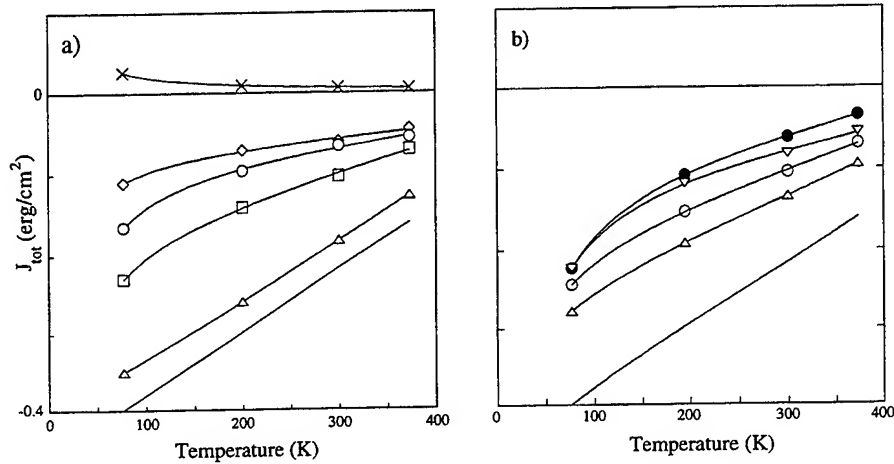 a)
b)
0
-0.4
J_tot (erg/cm²)
0 100 200 300 400
0 100 200 300 400
Temperature (K)
Temperature (K)